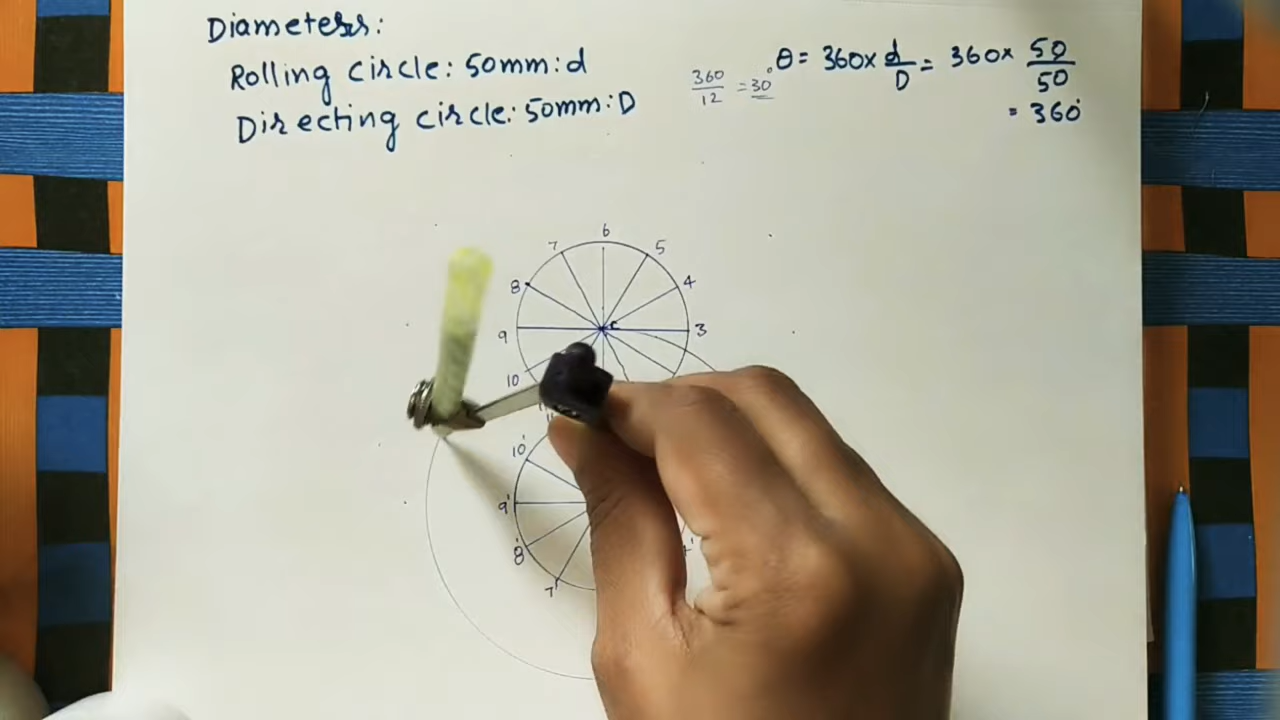 Diameters:
Rolling circle: 50mm:d
Directing circle: 50mm:D
360/12 = 30°
θ = 360× d/D = 360× 50/50
= 360°
6
7
5
8
4
c
9
3
10
10'
9'
8'
7'